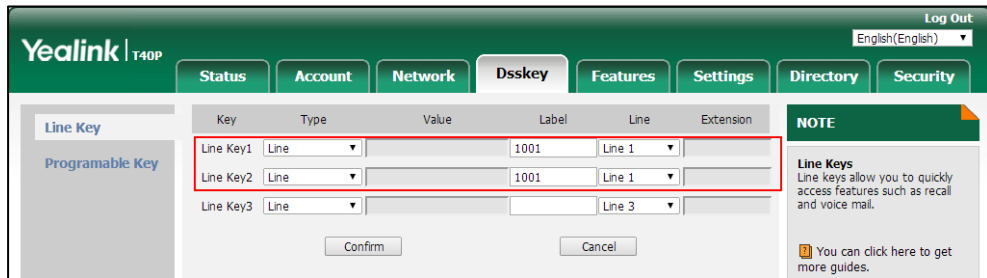 Log Out
English(English)
Yealink | T40P
Status Account Network Dsskey Features Settings Directory Security
Line Key
Programable Key
Key Type Value Label Line Extension
Line Key1 Line 1001 Line 1
Line Key2 Line 1001 Line 1
Line Key3 Line Line 3
Confirm Cancel
NOTE
Line Keys
Line keys allow you to quickly
access features such as recall
and voice mail.
You can click here to get
more guides.